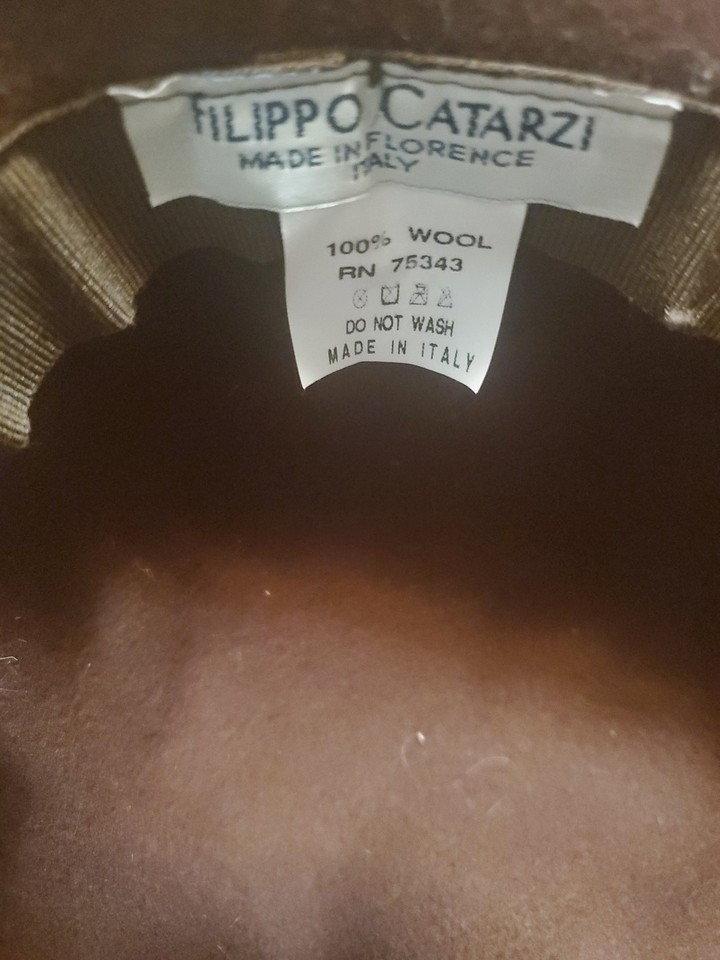 FILIPPO CATARZI
MADE IN FLORENCE
ITALY
100% WOOL
RN 75343
DO NOT WASH
MADE IN ITALY